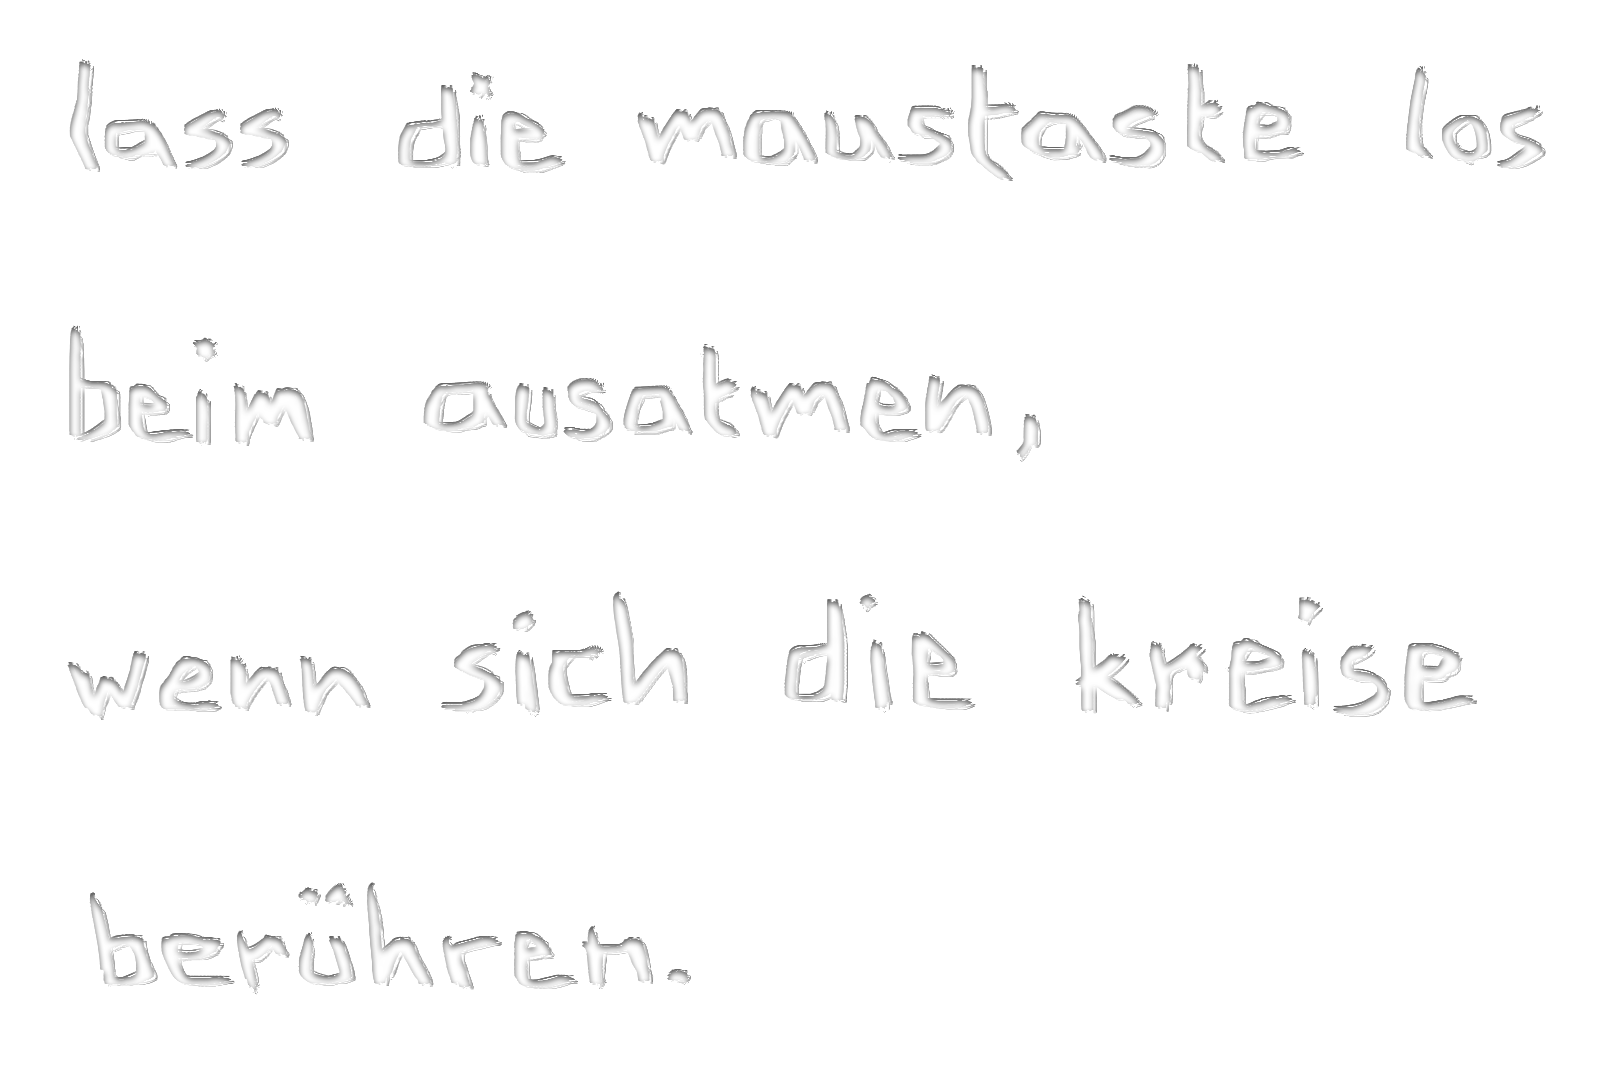 lass die maustaste los
beim ausatmen,
wenn sich die kreise
berühren.